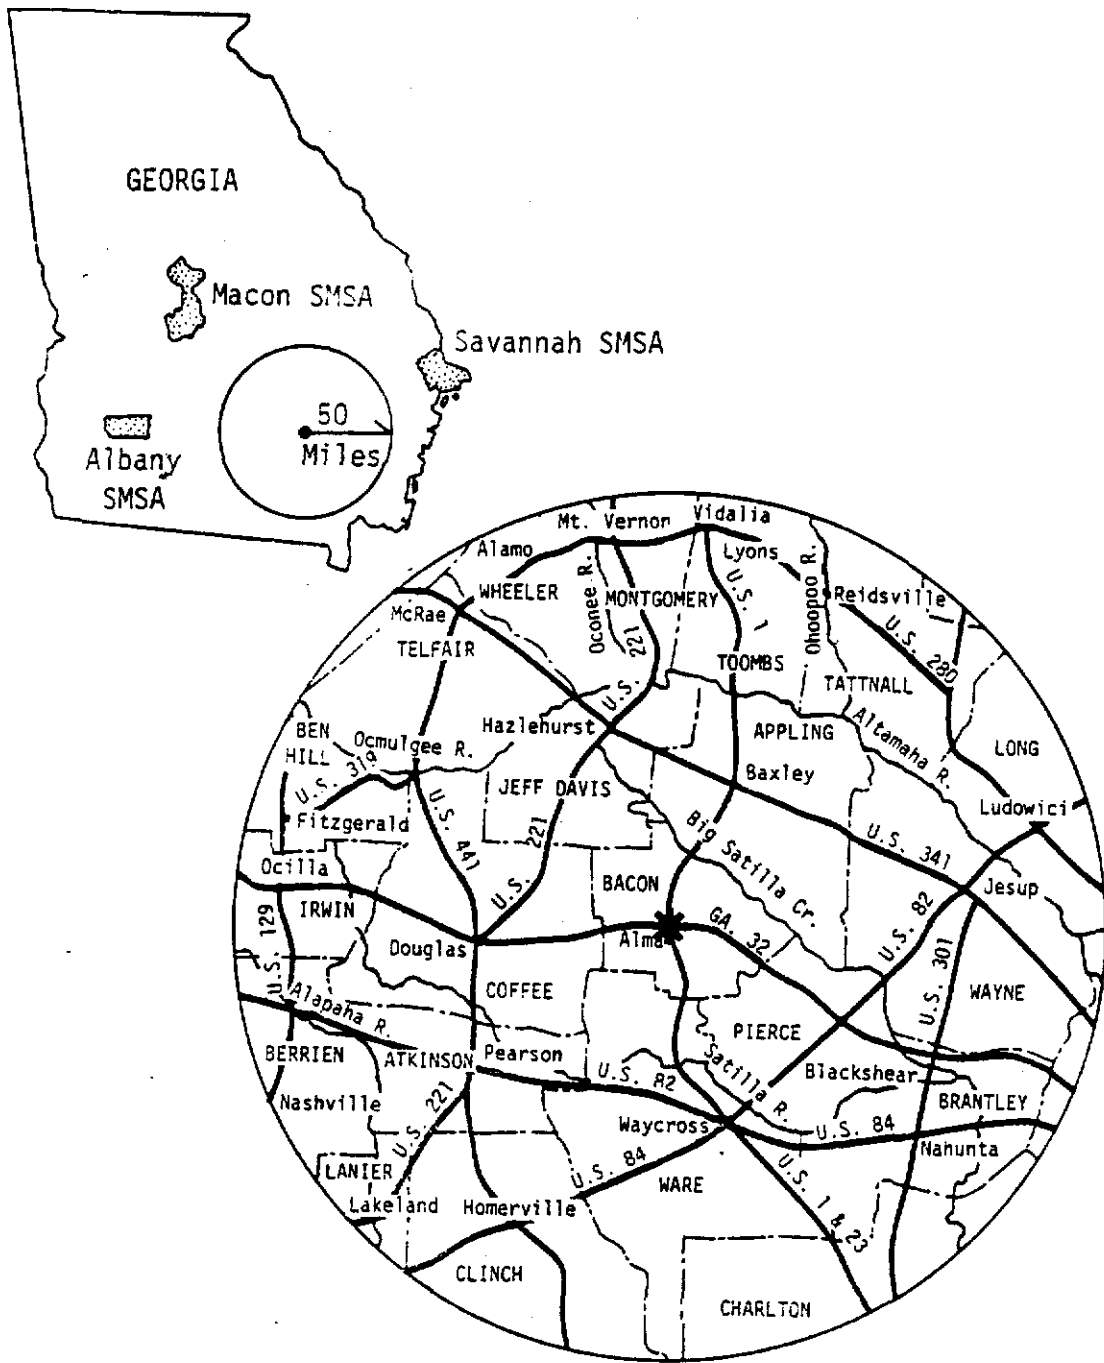 GEORGIA
Macon SMSA
Savannah SMSA
50
Miles
Albany
SMSA
Mt. Vernon
Vidalia
Alamo
Lyons
WHEELER
Oconee R.
MONTGOMERY
U.S. 1
Ohoopoo R.
Reidsville
McRae
TELFAIR
U.S. 221
TOOMBS
U.S. 280
TATTNALL
BEN
HILL
Ocmulgee R.
Hazlehurst
APPLING
Altamaha R.
LONG
U.S. 319
JEFF DAVIS
Baxley
Ludowici
Fitzgerald
U.S. 441
U.S. 221
Big Satilla Cr.
U.S. 341
Ocilla
BACON
Jesup
IRWIN
U.S. 129
Douglas
Alma
GA. 32
U.S. 82
U.S. 301
WAYNE
COFFEE
Alapaha R.
PIERCE
BERRIEN
ATKINSON
Pearson
U.S. 82
Satilla R.
Blackshear
BRANTLEY
Nashville
U.S. 221
Waycross
U.S. 84
Nahunta
LANIER
U.S. 84
WARE
U.S. 1 & 23
Lakeland
Homerville
CLINCH
CHARLTON